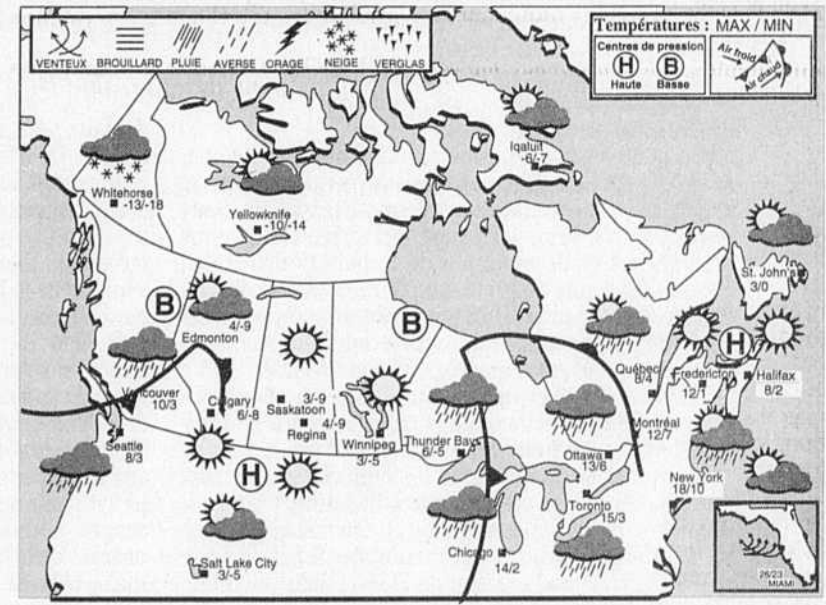 VENTEUX BROUILLARD PLUIE AVERSE ORAGE NEIGE VERGLAS
Températures : MAX / MIN
Centres de pression
H B
Haute Basse
Air froid
Air chaud
Iqaluit
-6/-7
Whitehorse
-13/-18
Yellowknife
-10/-14
St. John's
3/0
B
4/-9
Edmonton
B
H
Québec
8/4
Fredericton
12/1
Halifax
8/2
Vancouver
10/3
Calgary
6/-8
3/-9
Saskatoon
4/-9
Regina
Winnipeg
3/-5
Thunder Bay
6/-5
Montréal
12/7
Ottawa
13/6
Seattle
8/3
H
New York
18/10
Toronto
15/3
Chicago
14/2
Salt Lake City
3/-5
26/23
MIAMI